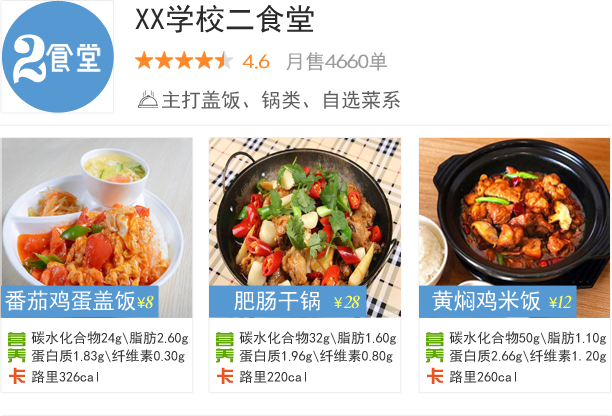 XX学校二食堂
2食堂
4.6 月售4660单
主打盖饭、锅类、自选菜系
番茄鸡蛋盖饭¥8
肥肠干锅 ¥28
黄焖鸡米饭 ¥12
营养 碳水化合物24g\脂肪2.60g
蛋白质1.83g\纤维素0.30g
卡 路里326cal
营养 碳水化合物32g\脂肪1.60g
蛋白质1.96g\纤维素0.80g
卡 路里220cal
营养 碳水化合物50g\脂肪1.10g
蛋白质2.66g\纤维素1.20g
卡 路里260cal